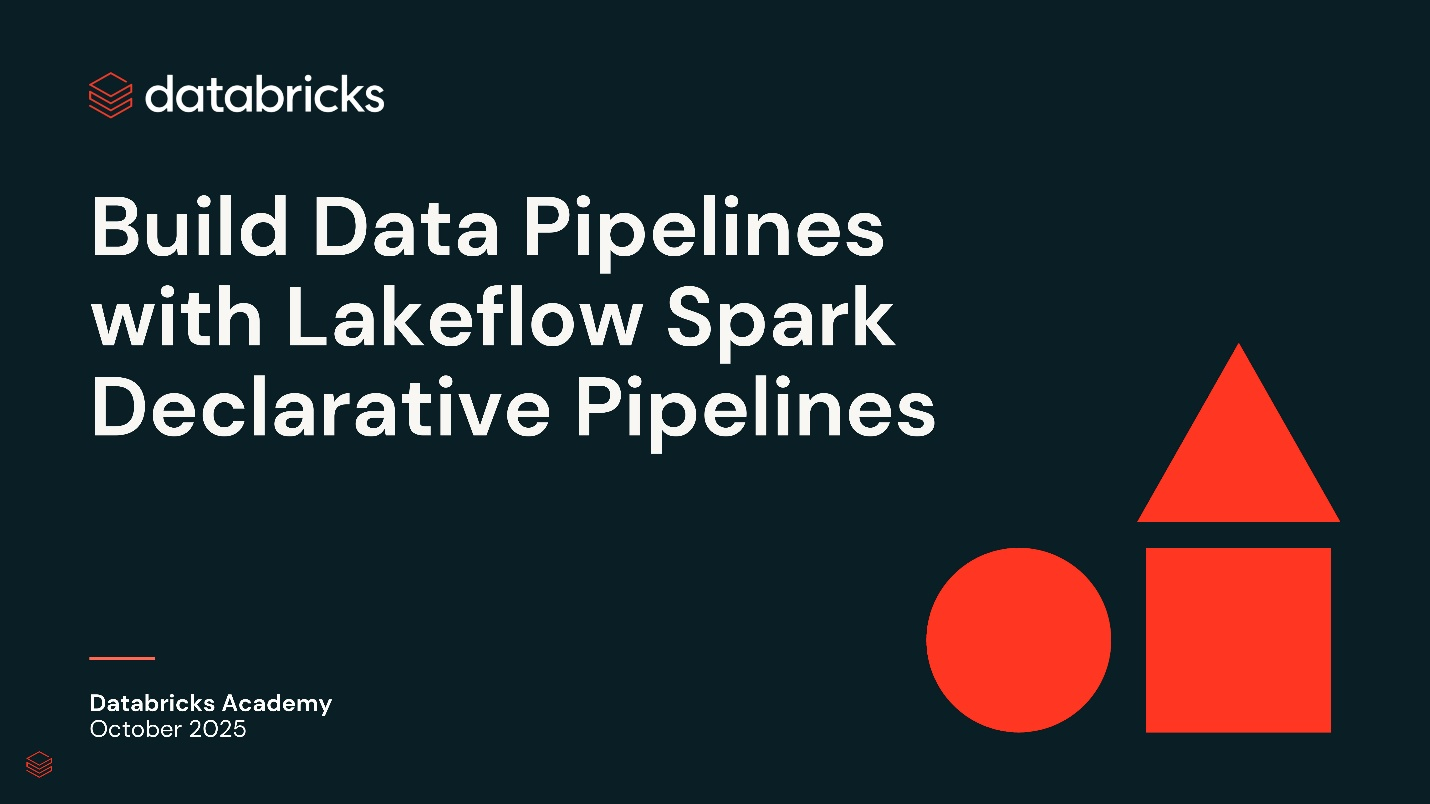 databricks
Build Data Pipelines
with Lakeflow Spark
Declarative Pipelines
Databricks Academy
October 2025